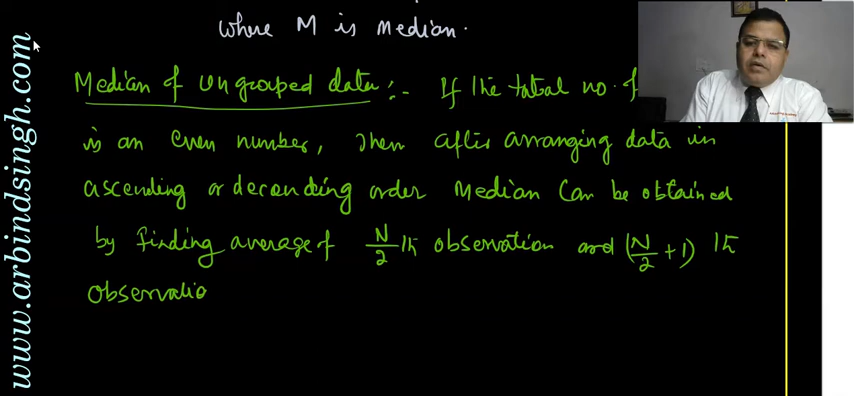 where M is Median.
Median of ungrouped data :- If the total no. of
is an even number, then after arranging data in
ascending or decending order Median can be obtained
by finding average of N/2 th observation and (N/2 + 1) th
observatio
www.arbindsingh.com